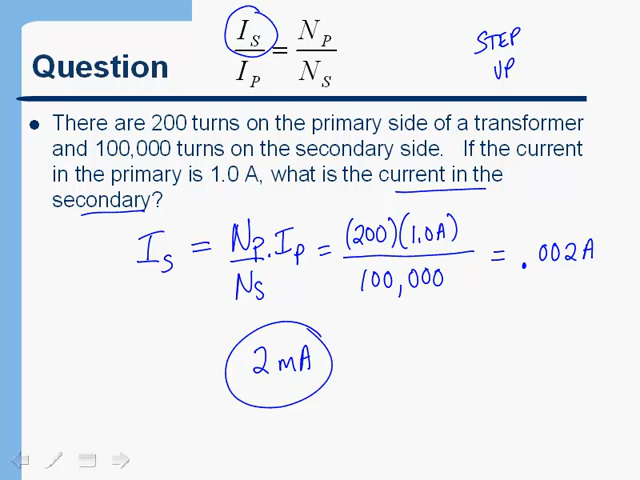 I_S / I_P = N_P / N_S
STEP
UP
Question
There are 200 turns on the primary side of a transformer
and 100,000 turns on the secondary side. If the current
in the primary is 1.0 A, what is the current in the
secondary?
I_S = N_P / N_S · I_P = (200)(1.0A) / 100,000 = .002A
2 mA